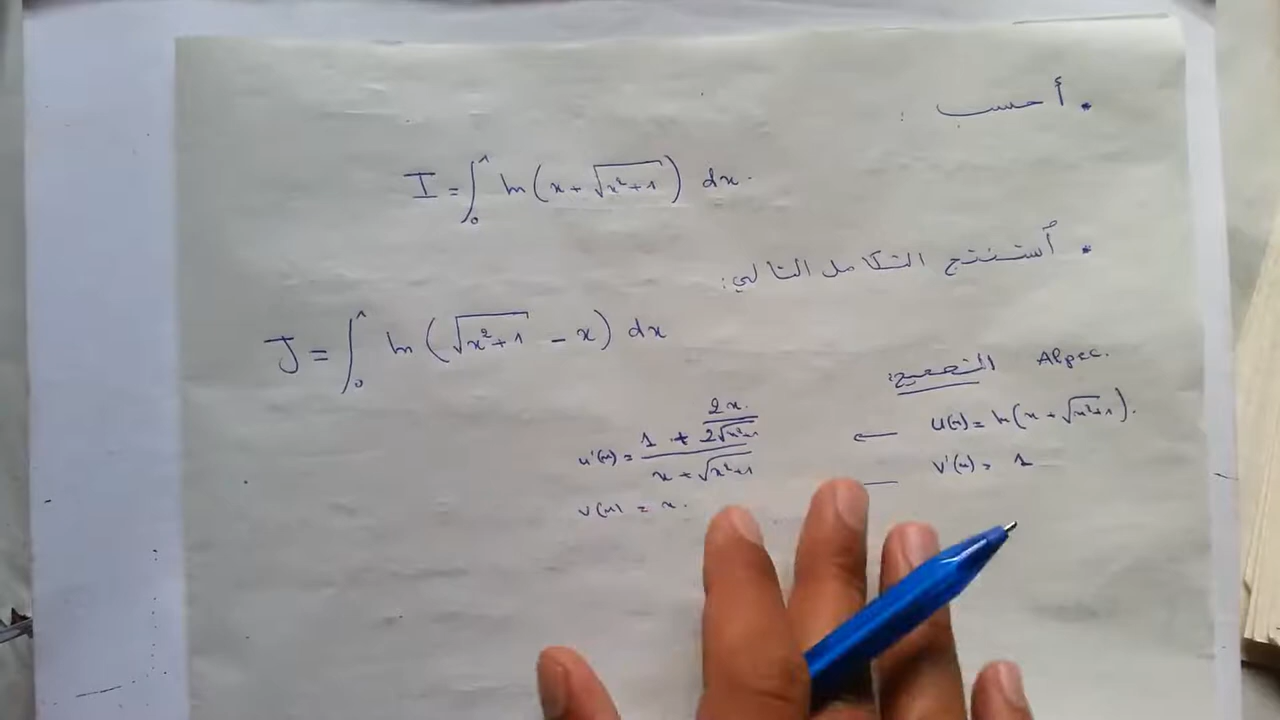 • أحسب :
I = ∫₀¹ ln(x + √(x²+1)) dx.
• أستنتج التكامل التالي:
J = ∫₀¹ ln(√(x²+1) - x) dx
التصحيح: Alpec.
u(x) = ln(x + √(x²+1)). ← u'(x) = (1 + 2x/(2√(x²+1)))/(x + √(x²+1))
v'(x) = 1 — v(x) = x.